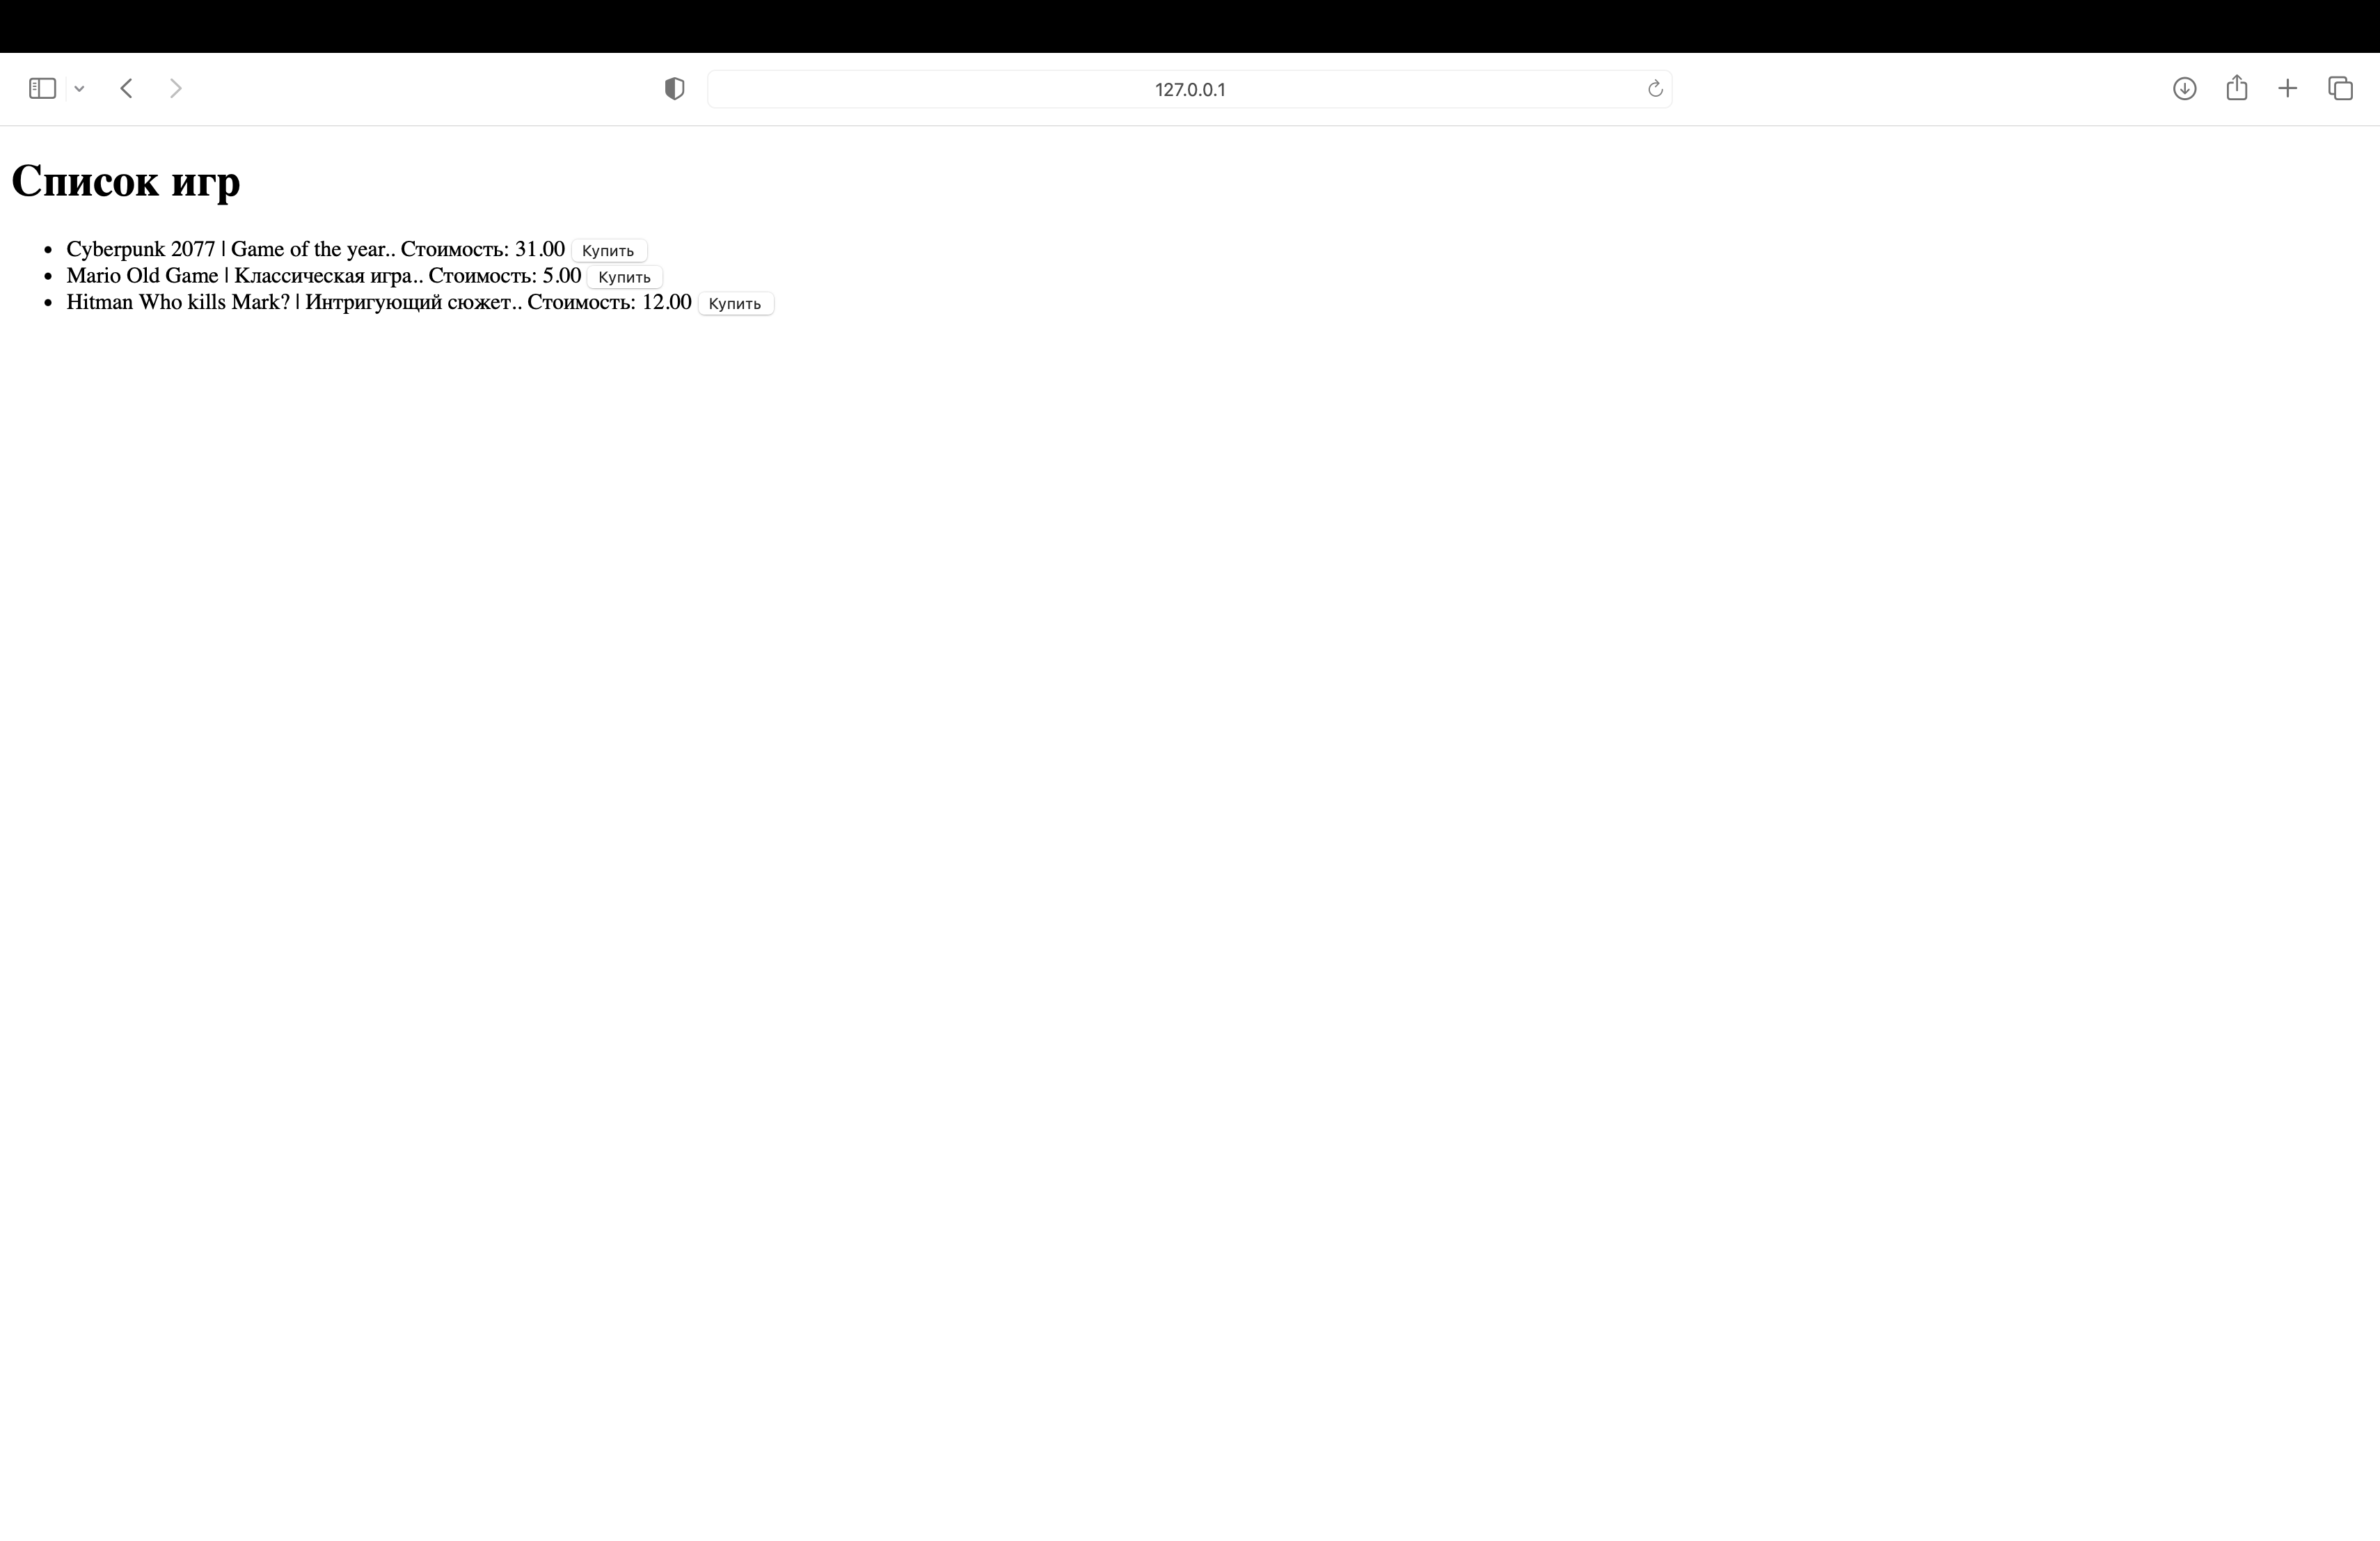 127.0.0.1
Список игр
Cyberpunk 2077 | Game of the year.. Стоимость: 31.00 Купить
Mario Old Game | Классическая игра.. Стоимость: 5.00 Купить
Hitman Who kills Mark? | Интригующий сюжет.. Стоимость: 12.00 Купить